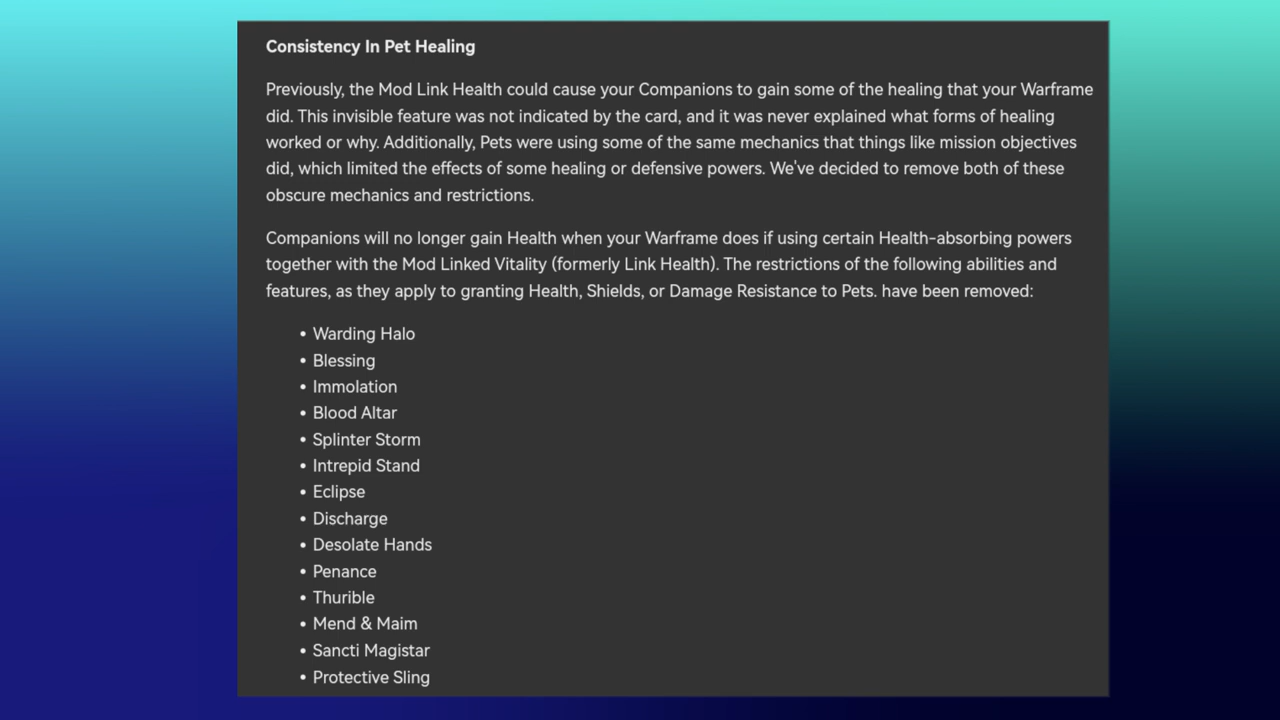 Consistency In Pet Healing
Previously, the Mod Link Health could cause your Companions to gain some of the healing that your Warframe
did. This invisible feature was not indicated by the card, and it was never explained what forms of healing
worked or why. Additionally, Pets were using some of the same mechanics that things like mission objectives
did, which limited the effects of some healing or defensive powers. We've decided to remove both of these
obscure mechanics and restrictions.
Companions will no longer gain Health when your Warframe does if using certain Health-absorbing powers
together with the Mod Linked Vitality (formerly Link Health). The restrictions of the following abilities and
features, as they apply to granting Health, Shields, or Damage Resistance to Pets. have been removed:
• Warding Halo
• Blessing
• Immolation
• Blood Altar
• Splinter Storm
• Intrepid Stand
• Eclipse
• Discharge
• Desolate Hands
• Penance
• Thurible
• Mend & Maim
• Sancti Magistar
• Protective Sling